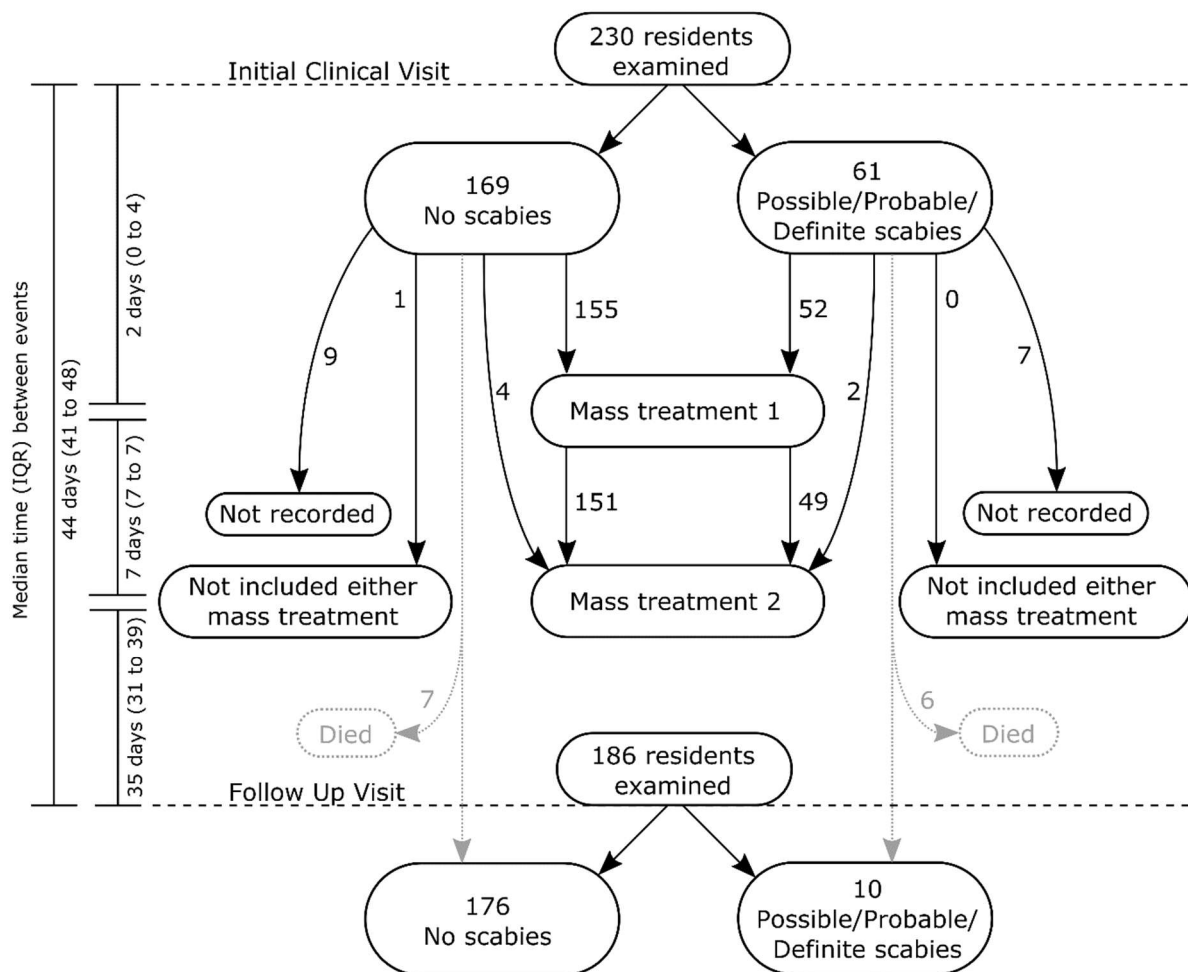 230 residents
examined
Initial Clinical Visit
169
No scabies
61
Possible/Probable/
Definite scabies
Median time (IQR) between events
44 days (41 to 48)
2 days (0 to 4)
7 days (7 to 7)
35 days (31 to 39)
9
1
4
155
52
2
0
7
Mass treatment 1
151
49
Not recorded
Not recorded
Not included either
mass treatment
Mass treatment 2
Not included either
mass treatment
7
Died
6
Died
186 residents
examined
Follow Up Visit
176
No scabies
10
Possible/Probable/
Definite scabies